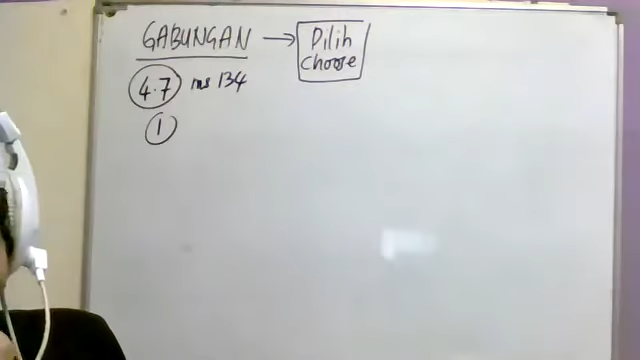 GABUNGAN → Pilih
choose
4.7 ms 134
1